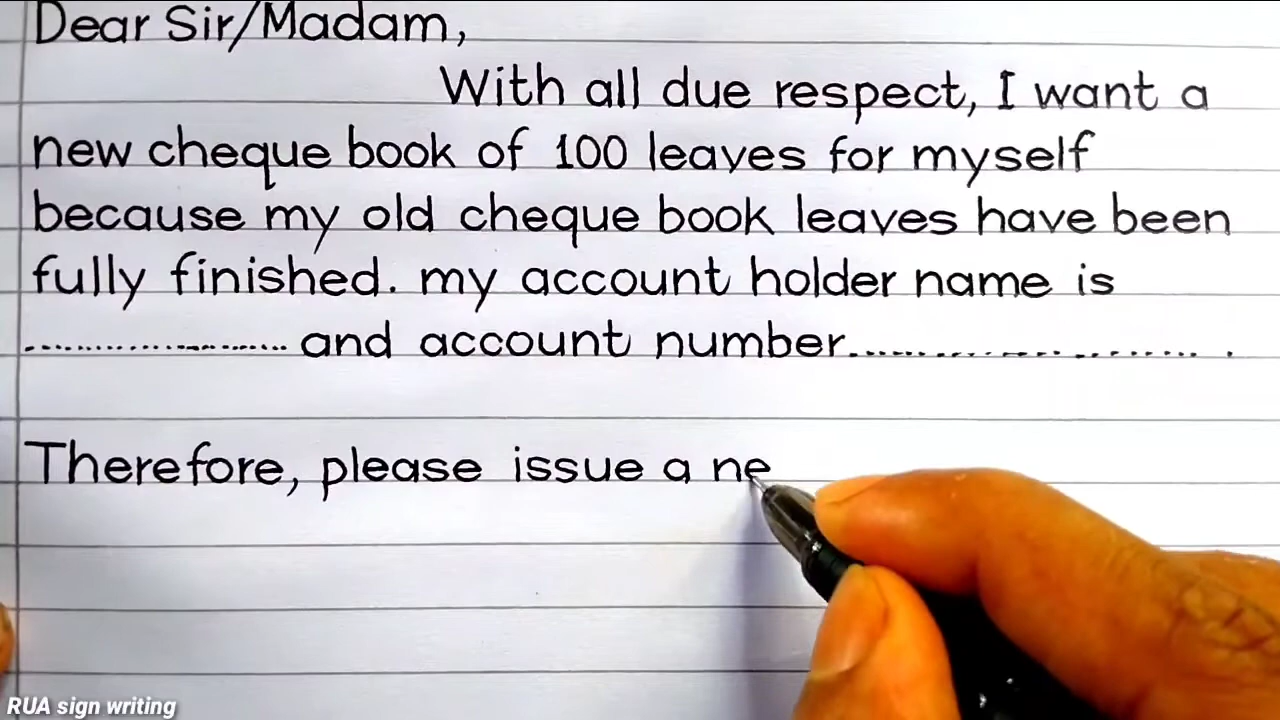 Dear Sir/Madam,
With all due respect, I want a
new cheque book of 100 leaves for myself
because my old cheque book leaves have been
fully finished. my account holder name is
........................ and account number.............................. .
Therefore, please issue a ne
RUA sign writing